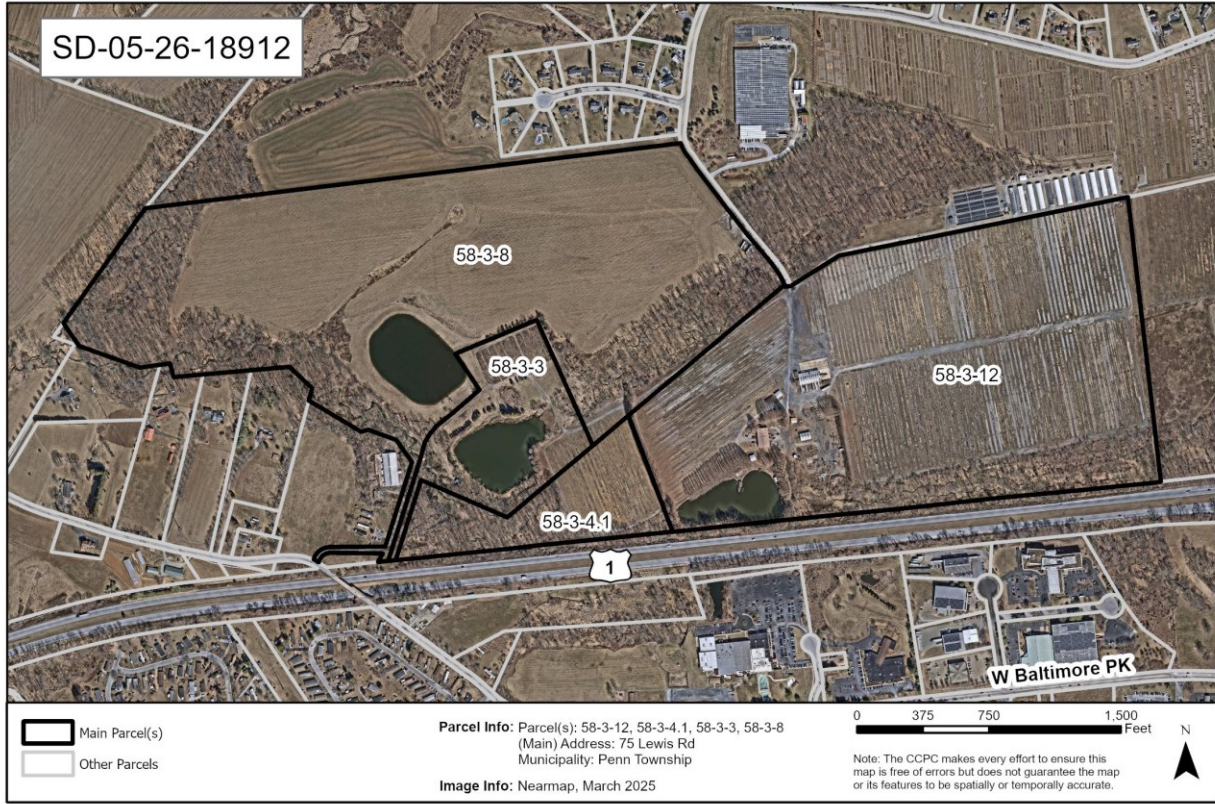 SD-05-26-18912
58-3-8
58-3-3
58-3-12
58-3-4.1
1
W Baltimore PK
Main Parcel(s)
Other Parcels
Parcel Info: Parcel(s): 58-3-12, 58-3-4.1, 58-3-3, 58-3-8
(Main) Address: 75 Lewis Rd
Municipality: Penn Township
Image Info: Nearmap, March 2025
0 375 750 1,500
Feet
Note: The CCPC makes every effort to ensure this
map is free of errors but does not guarantee the map
or its features to be spatially or temporally accurate.
N